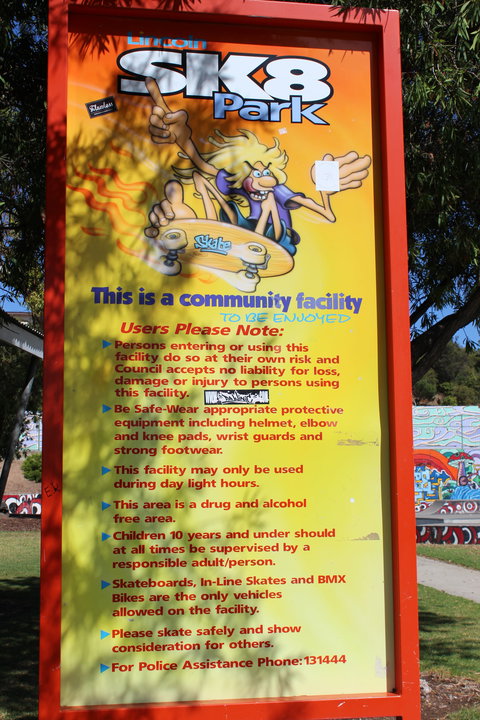 Lincoln
SK8
Park
Skate
This is a community facility
TO BE ENJOYED
Users Please Note:
Persons entering or using this
facility do so at their own risk and
Council accepts no liability for loss,
damage or injury to persons using
this facility.
Be Safe-Wear appropriate protective
equipment including helmet, elbow
and knee pads, wrist guards and
strong footwear.
This facility may only be used
during day light hours.
This area is a drug and alcohol
free area.
Children 10 years and under should
at all times be supervised by a
responsible adult/person.
Skateboards, In-Line Skates and BMX
Bikes are the only vehicles
allowed on the facility.
Please skate safely and show
consideration for others.
For Police Assistance Phone:131444